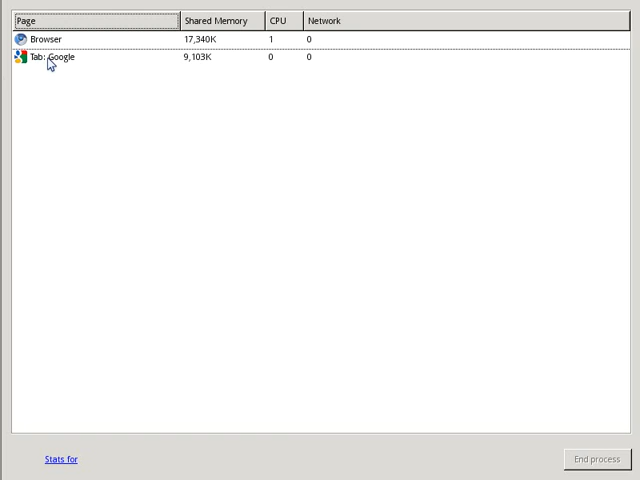 Page Shared Memory CPU Network
Browser 17,340K 1 0
Tab: Google 9,103K 0 0
Stats for End process